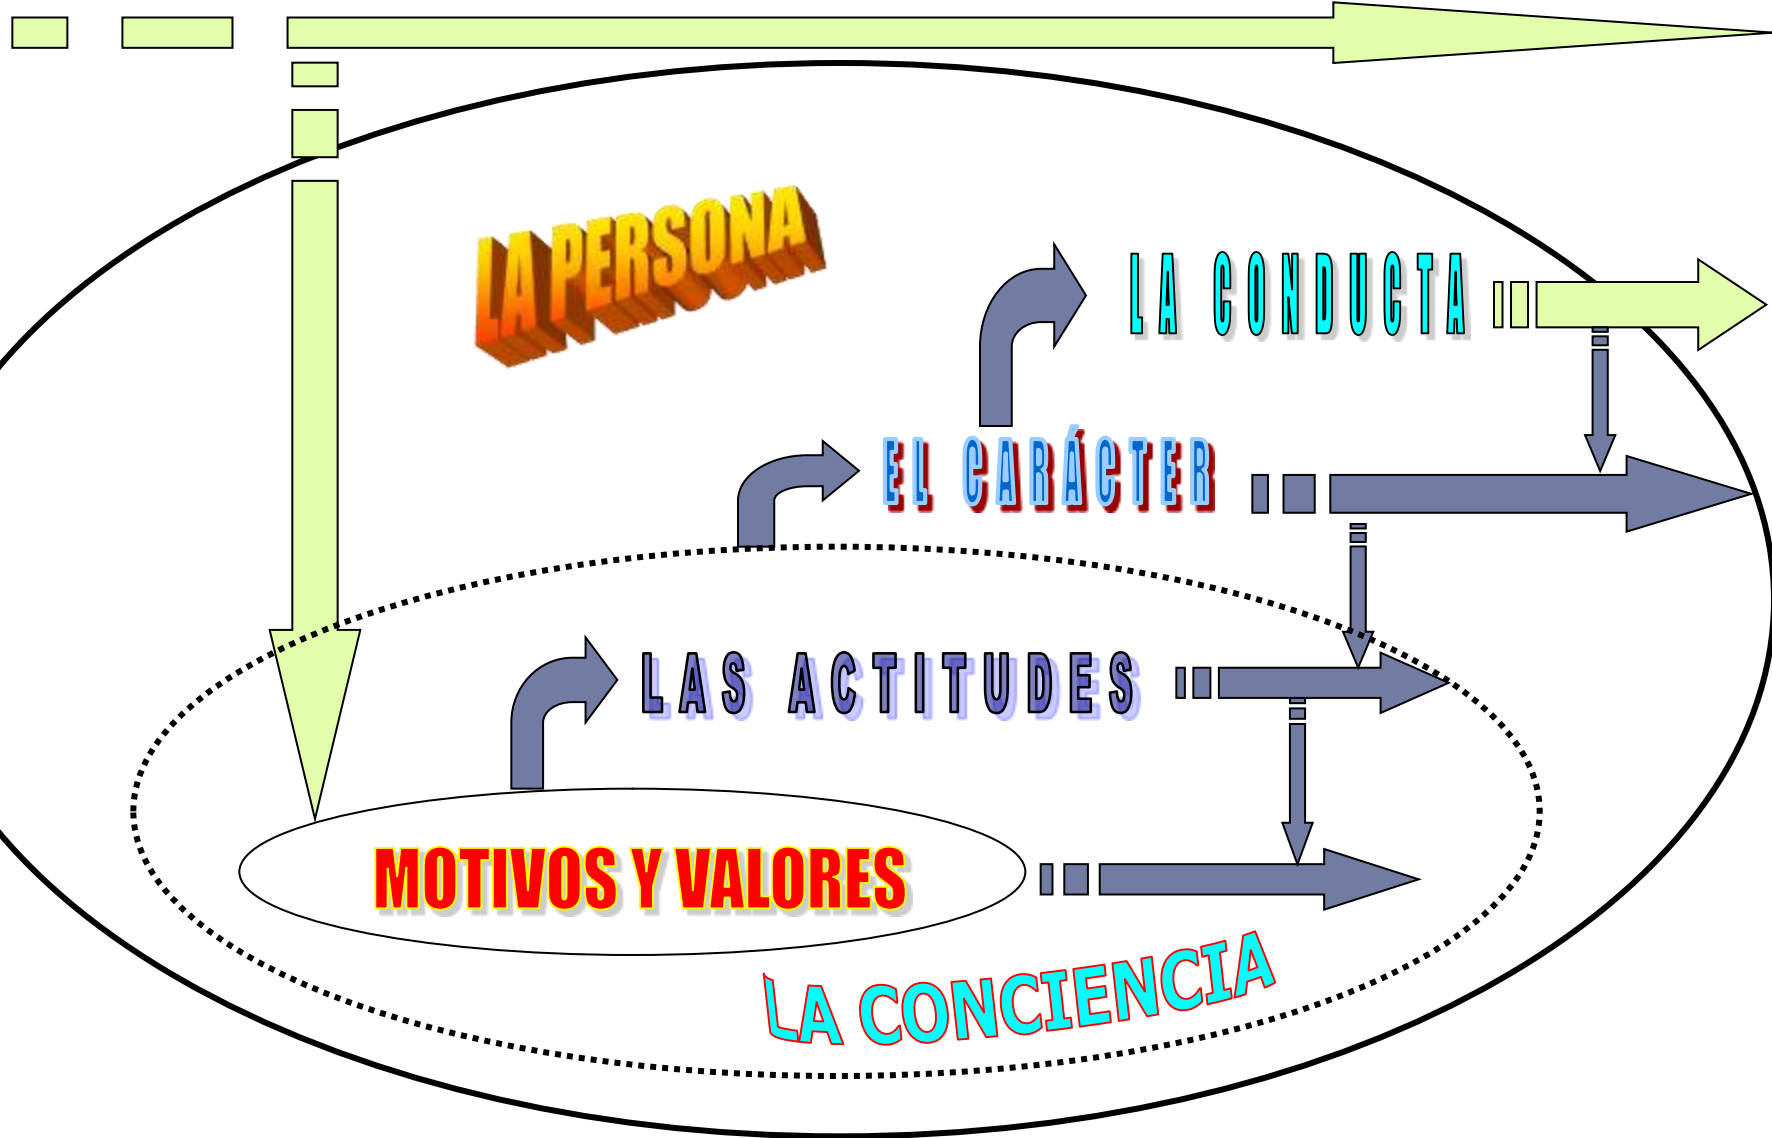 LA PERSONA
LA CONDUCTA
EL CARÁCTER
LAS ACTITUDES
MOTIVOS Y VALORES
LA CONCIENCIA